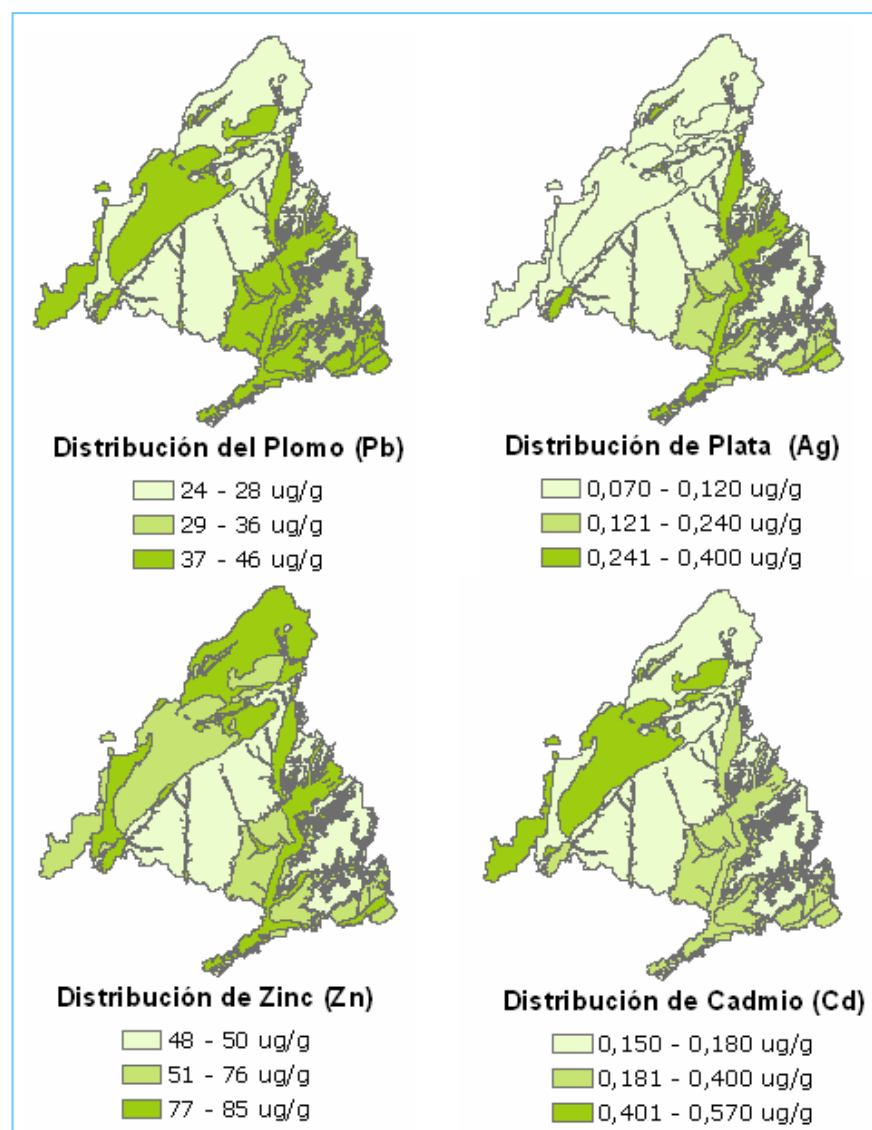 Distribución del Plomo (Pb)
24 - 28 ug/g
29 - 36 ug/g
37 - 46 ug/g
Distribución de Plata (Ag)
0,070 - 0,120 ug/g
0,121 - 0,240 ug/g
0,241 - 0,400 ug/g
Distribución de Zinc (Zn)
48 - 50 ug/g
51 - 76 ug/g
77 - 85 ug/g
Distribución de Cadmio (Cd)
0,150 - 0,180 ug/g
0,181 - 0,400 ug/g
0,401 - 0,570 ug/g